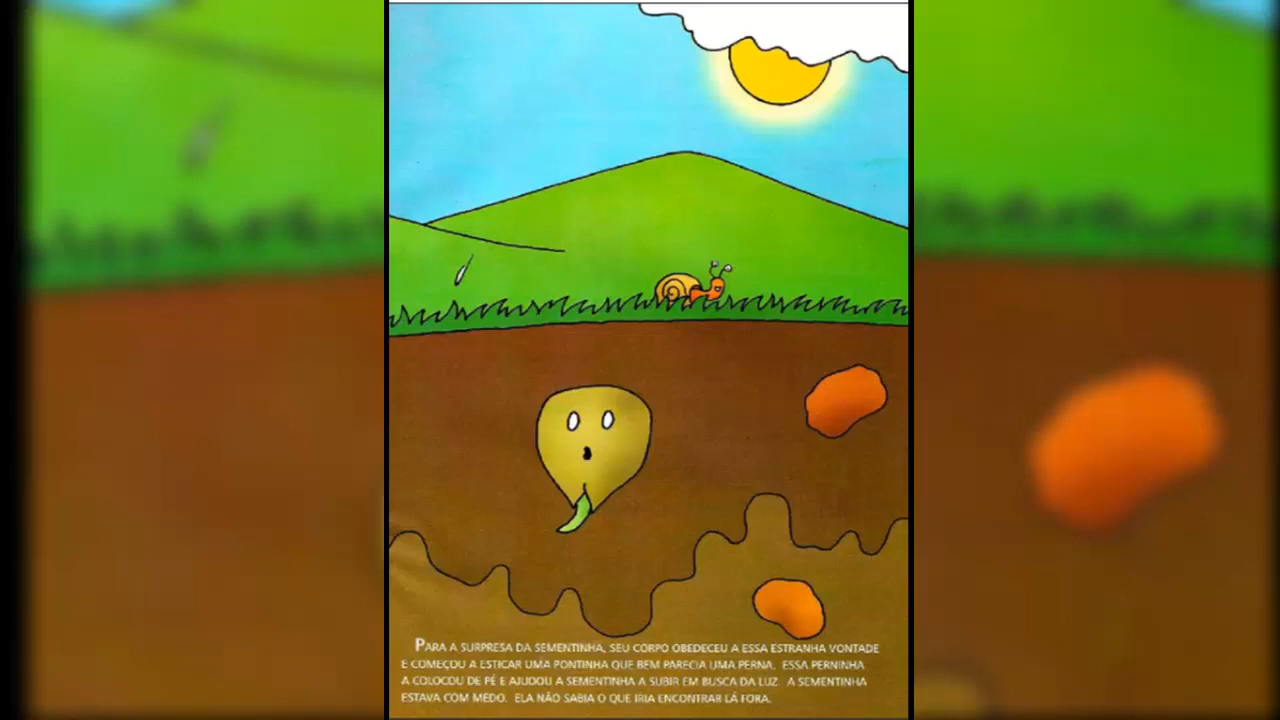 PARA A SURPRESA DA SEMENTINHA, SEU CORPO OBEDECEU A ESSA ESTRANHA VONTADE
E COMEÇOU A ESTICAR UMA PONTINHA QUE BEM PARECIA UMA PERNA. ESSA PERNINHA
A COLOCOU DE PÉ E AJUDOU A SEMENTINHA A SUBIR EM BUSCA DA LUZ. A SEMENTINHA
ESTAVA COM MEDO. ELA NÃO SABIA O QUE IRIA ENCONTRAR LÁ FORA.